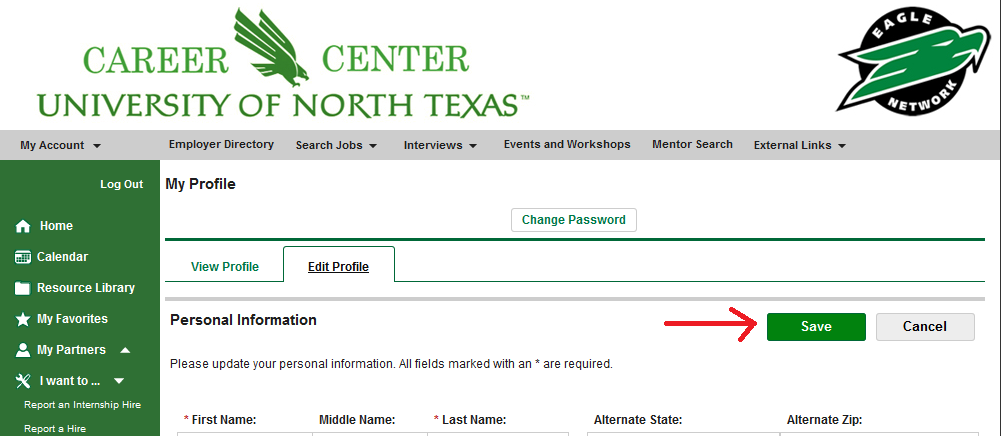 CAREER CENTER
UNIVERSITY OF NORTH TEXAS™
EAGLE
NETWORK
My Account Employer Directory Search Jobs Interviews Events and Workshops Mentor Search External Links
Log Out
Home
Calendar
Resource Library
My Favorites
My Partners
I want to ...
Report an Internship Hire
Report a Hire
My Profile
Change Password
View Profile Edit Profile
Personal Information Save Cancel
Please update your personal information. All fields marked with an * are required.
* First Name: Middle Name: * Last Name: Alternate State: Alternate Zip: